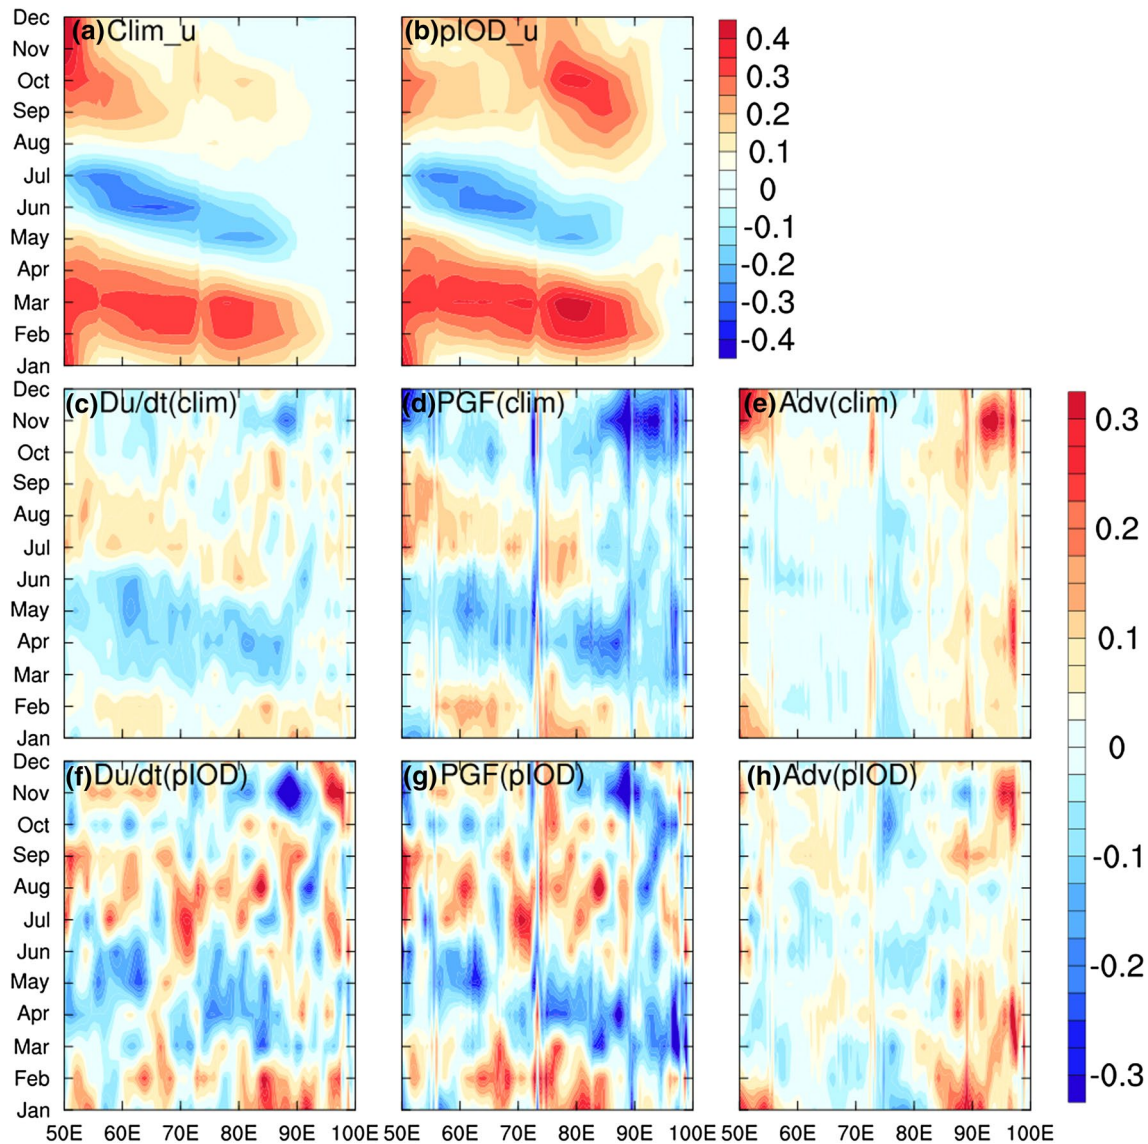 (a) Clim_u
(b) pIOD_u
Dec
Nov
Oct
Sep
Aug
Jul
Jun
May
Apr
Mar
Feb
Jan
0.4
0.3
0.2
0.1
0
-0.1
-0.2
-0.3
-0.4
(c) Du/dt(clim)
(d) PGF(clim)
(e) Adv(clim)
Dec
Nov
Oct
Sep
Aug
Jul
Jun
May
Apr
Mar
Feb
Jan
(f) Du/dt(pIOD)
(g) PGF(pIOD)
(h) Adv(pIOD)
Dec
Nov
Oct
Sep
Aug
Jul
Jun
May
Apr
Mar
Feb
Jan
0.3
0.2
0.1
0
-0.1
-0.2
-0.3
50E 60E 70E 80E 90E 100E 50E 60E 70E 80E 90E 100E 50E 60E 70E 80E 90E 100E